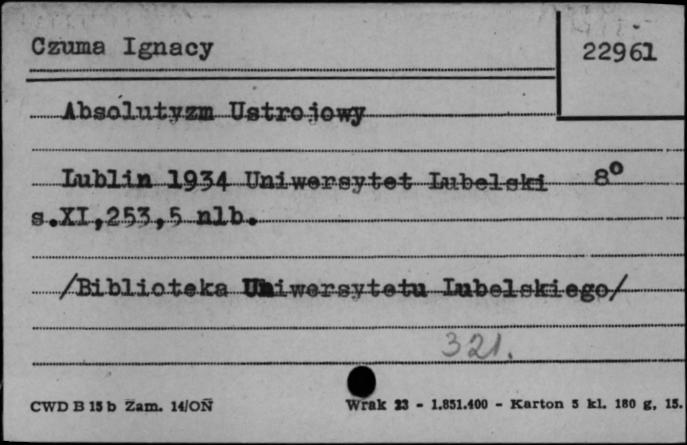 Czuma Ignacy
22961
Absolutyzm Ustrojowy
Lublin 1934 Uniwersytet Lubelski 8°
s.XI,253,5 nlb.
/Biblioteka Uniwersytetu Lubelskiego/
321.
CWD B 15 b Zam. 14/ON Wrak 23 - 1.851.400 - Karton 5 kl. 180 g, 15.